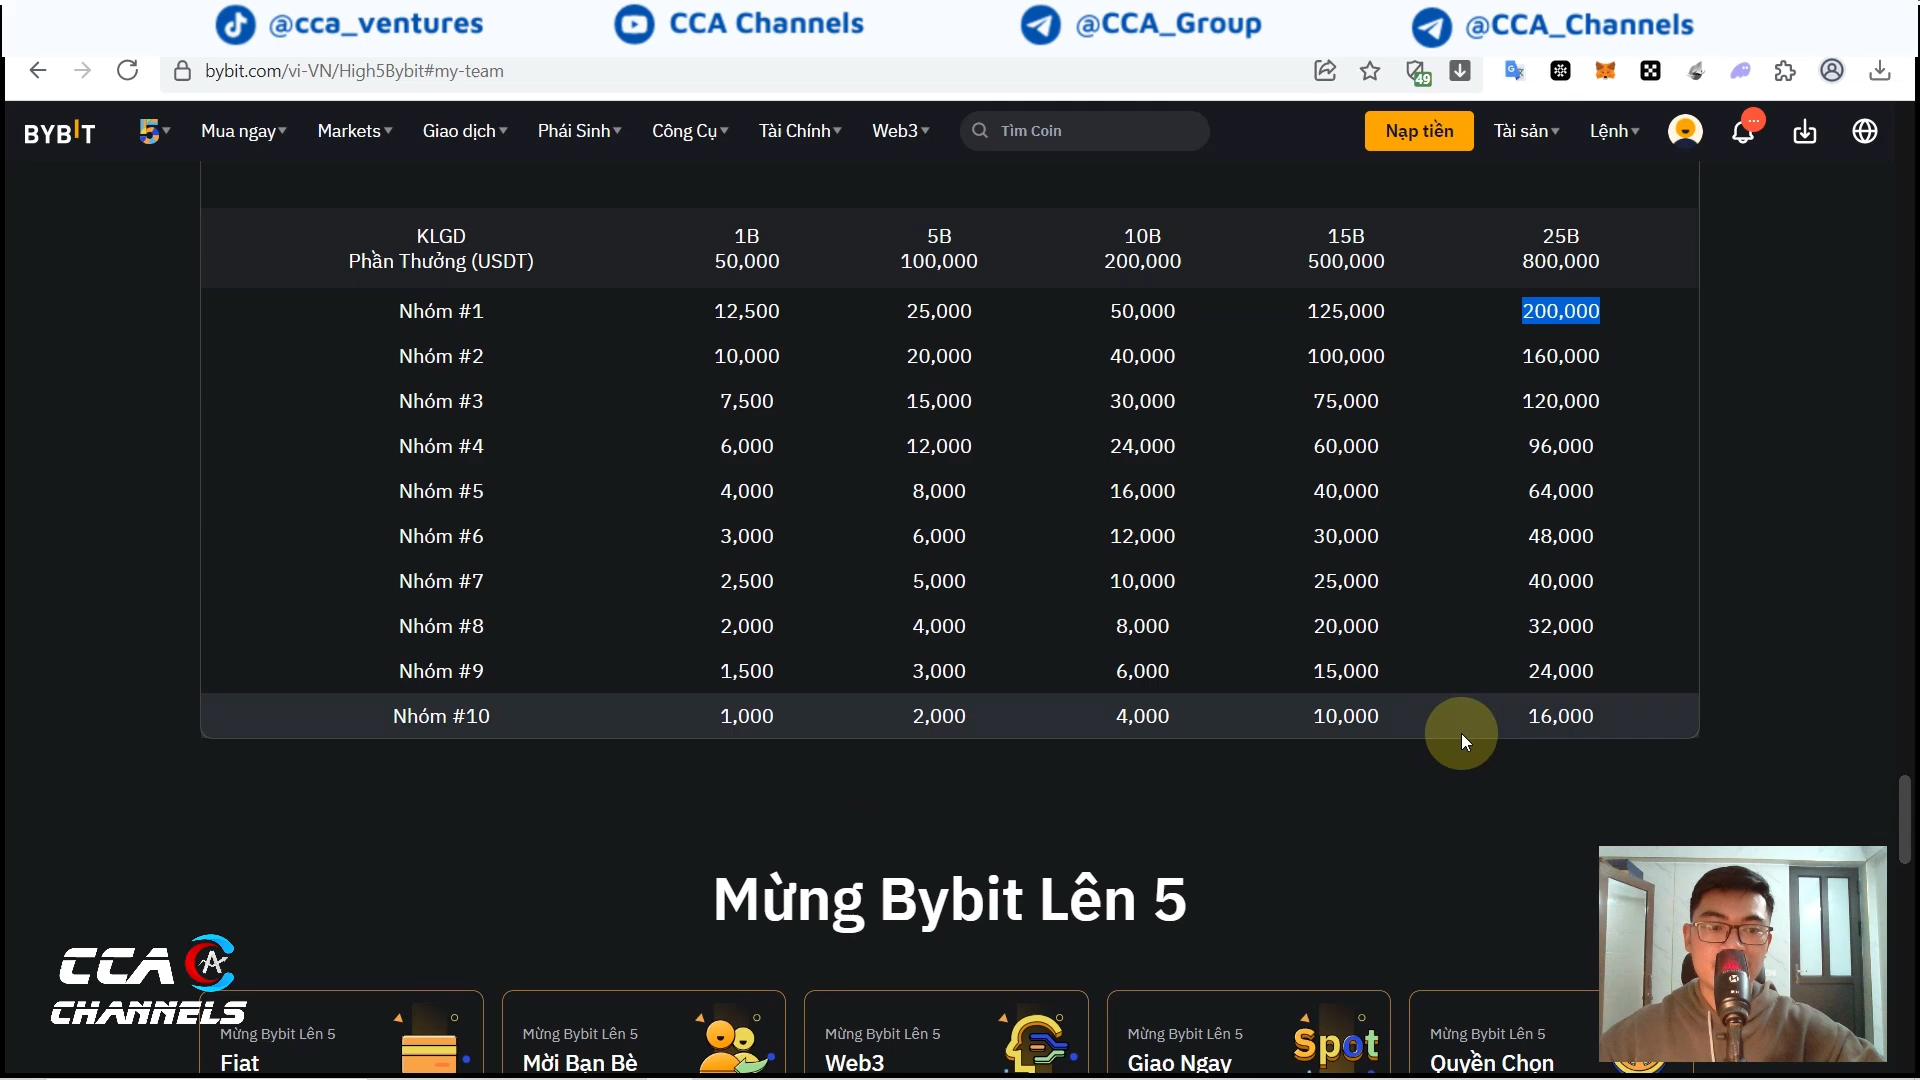 @cca_ventures CCA Channels @CCA_Group @CCA_Channels
bybit.com/vi-VN/High5Bybit#my-team
49
BYBIT 5 Mua ngay Markets Giao dịch Phái Sinh Công Cụ Tài Chính Web3 Tìm Coin Nạp tiền Tài sản Lệnh
KLGD 1B 5B 10B 15B 25B
Phần Thưởng (USDT) 50,000 100,000 200,000 500,000 800,000
Nhóm #1 12,500 25,000 50,000 125,000 200,000
Nhóm #2 10,000 20,000 40,000 100,000 160,000
Nhóm #3 7,500 15,000 30,000 75,000 120,000
Nhóm #4 6,000 12,000 24,000 60,000 96,000
Nhóm #5 4,000 8,000 16,000 40,000 64,000
Nhóm #6 3,000 6,000 12,000 30,000 48,000
Nhóm #7 2,500 5,000 10,000 25,000 40,000
Nhóm #8 2,000 4,000 8,000 20,000 32,000
Nhóm #9 1,500 3,000 6,000 15,000 24,000
Nhóm #10 1,000 2,000 4,000 10,000 16,000
Mừng Bybit Lên 5
CCA
CHANNELS
Mừng Bybit Lên 5 Mừng Bybit Lên 5 Mừng Bybit Lên 5 Mừng Bybit Lên 5 Mừng Bybit Lên 5
Fiat Mời Bạn Bè Web3 Giao Ngay Spot Quyền Chọn